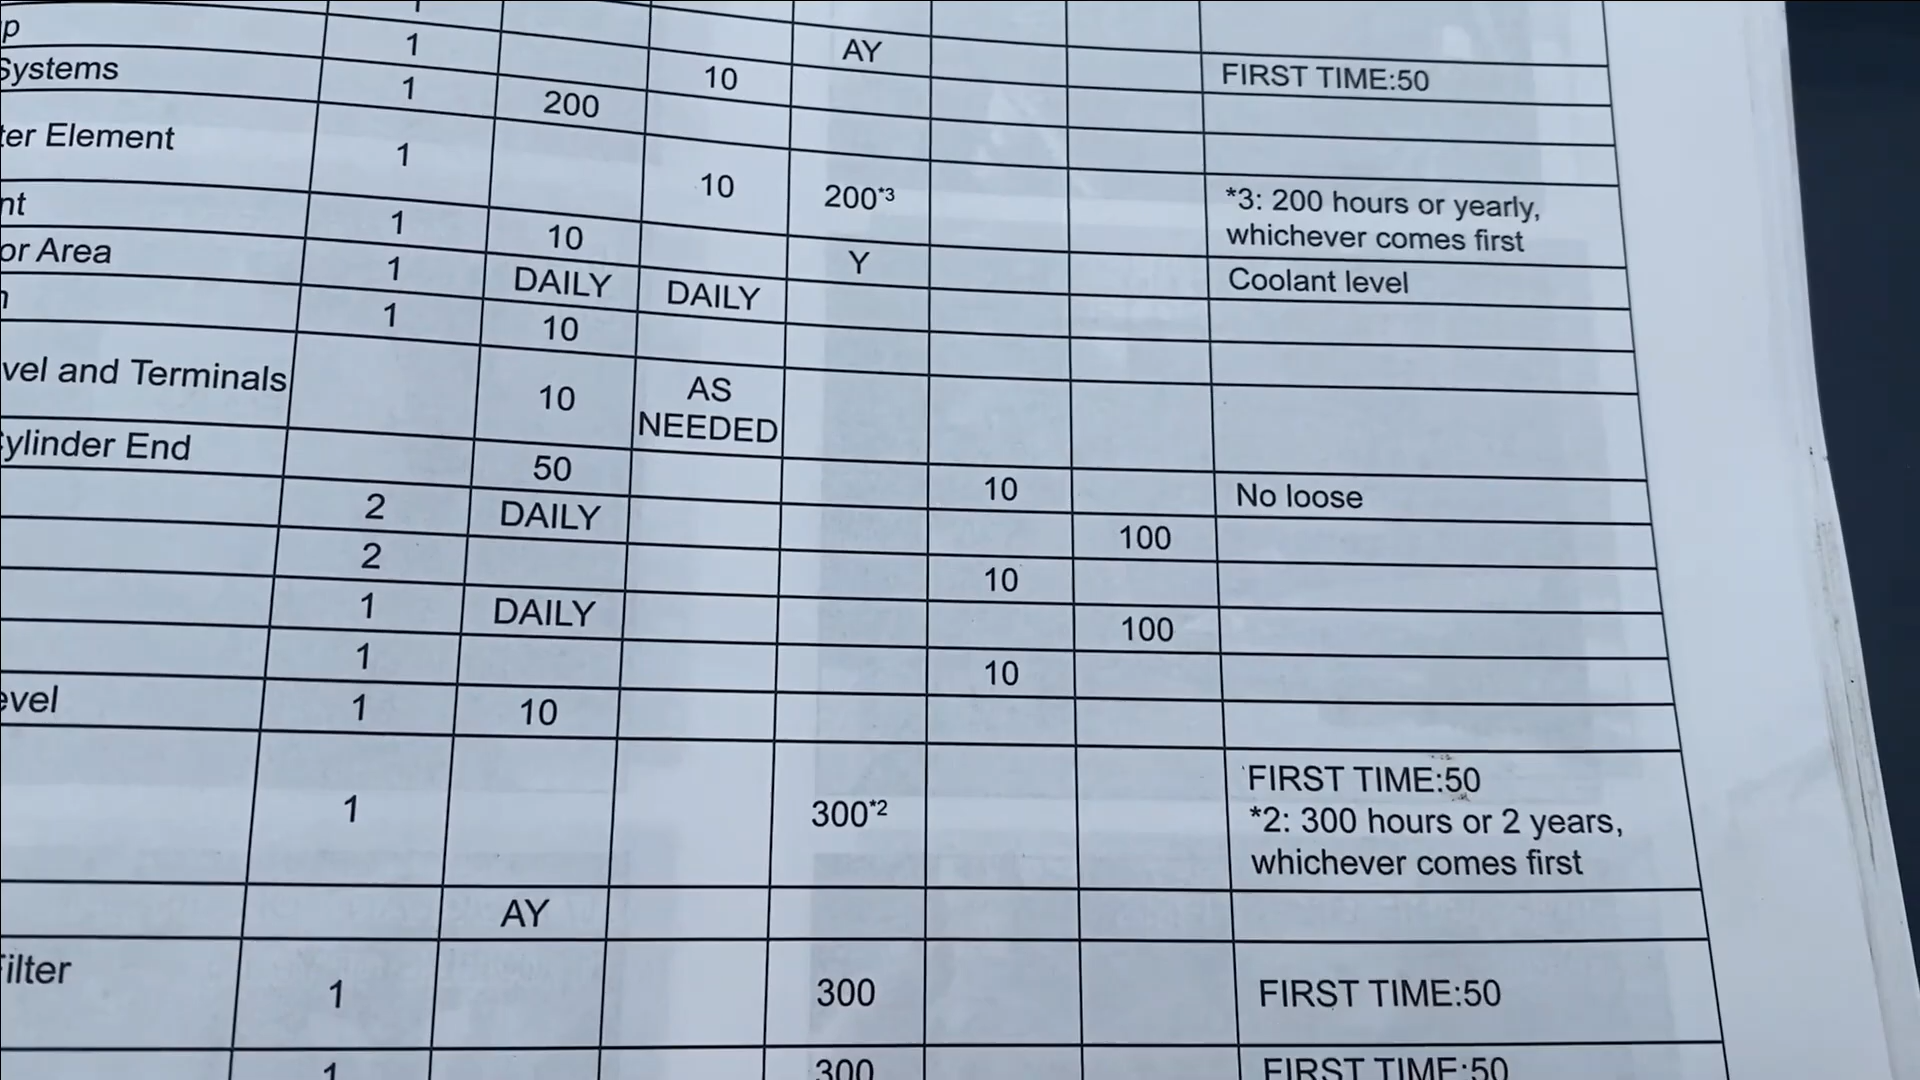 p 1 AY
Systems 1 10 FIRST TIME:50
1 200
ter Element 1 10 200*3 *3: 200 hours or yearly,
whichever comes first
nt 1 10 Y Coolant level
or Area 1 DAILY DAILY
1 10
vel and Terminals 10 AS
NEEDED
Cylinder End 50 10 No loose
2 DAILY 100
2 10
1 DAILY 100
1 10
evel 1 10
1 300*2 FIRST TIME:50
*2: 300 hours or 2 years,
whichever comes first
AY
Filter 1 300 FIRST TIME:50
1 300 FIRST TIME:50